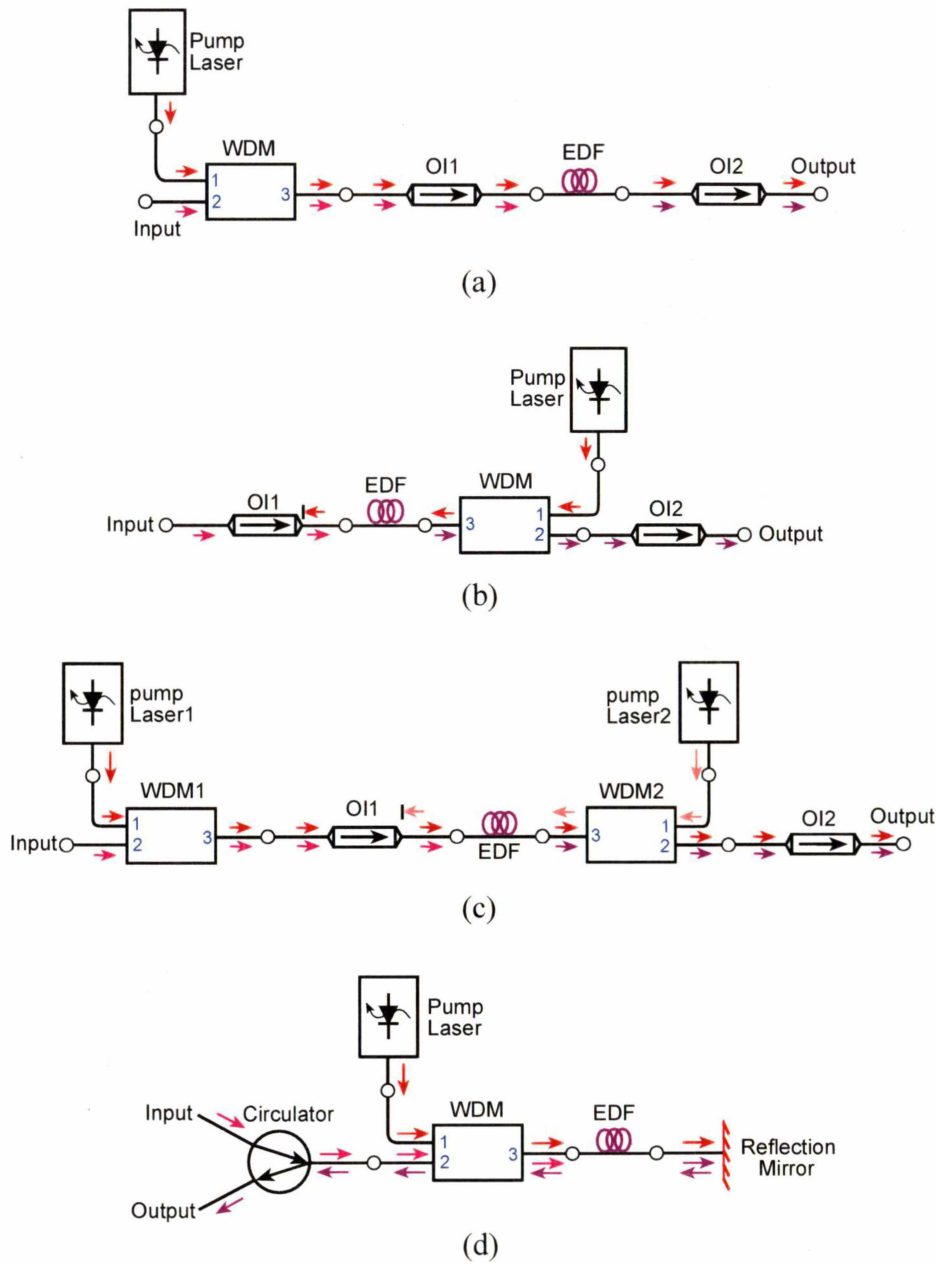 Pump
Laser
WDM
1
2
3
Input
OI1
EDF
OI2
Output
(a)
Pump
Laser
Input
OI1
EDF
WDM
3
1
2
OI2
Output
(b)
pump
Laser1
pump
Laser2
WDM1
Input
1
2
3
OI1
EDF
WDM2
3
1
2
OI2
Output
(c)
Pump
Laser
Input
Circulator
Output
WDM
1
2
3
EDF
Reflection
Mirror
(d)